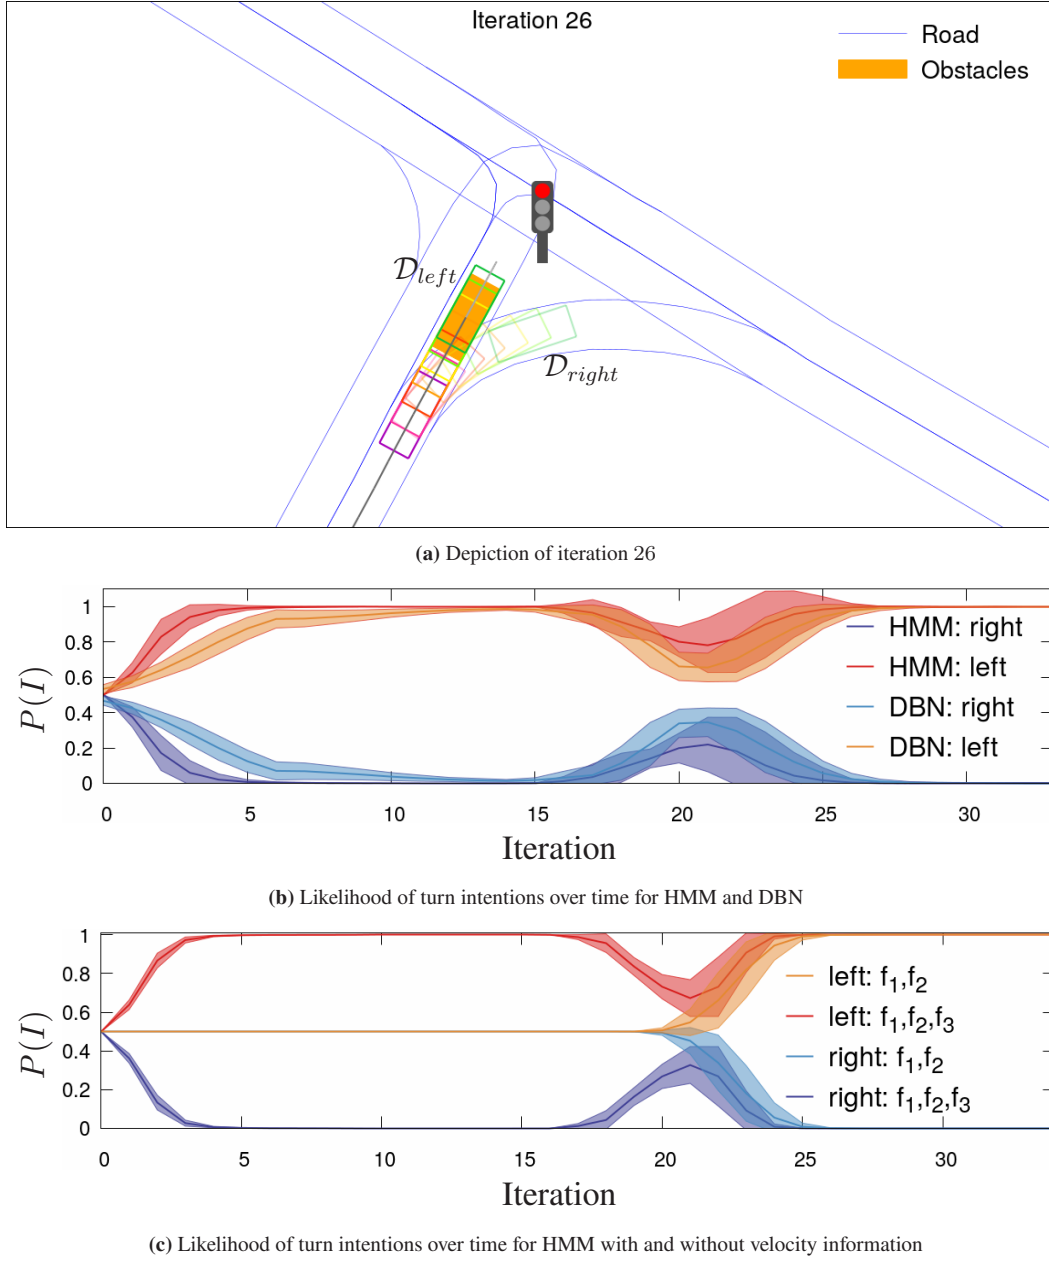 Iteration 26
Road
Obstacles
𝒟left
𝒟right
(a) Depiction of iteration 26
P(I)
1
0.8
0.6
0.4
0.2
0
HMM: right
HMM: left
DBN: right
DBN: left
0 5 10 15 20 25 30
Iteration
(b) Likelihood of turn intentions over time for HMM and DBN
P(I)
1
0.8
0.6
0.4
0.2
0
left: f1,f2
left: f1,f2,f3
right: f1,f2
right: f1,f2,f3
0 5 10 15 20 25 30
Iteration
(c) Likelihood of turn intentions over time for HMM with and without velocity information